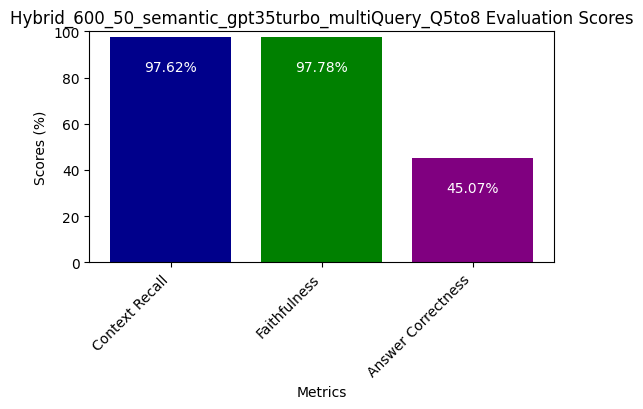 Hybrid_600_50_semantic_gpt35turbo_multiQuery_Q5to8 Evaluation Scores
100
80
60
40
20
0
Scores (%)
97.62%
97.78%
45.07%
Context Recall
Faithfulness
Answer Correctness
Metrics